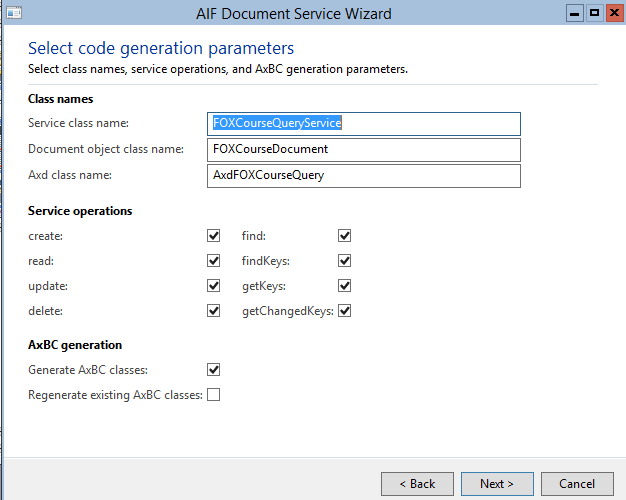 AIF Document Service Wizard
Select code generation parameters
Select class names, service operations, and AxBC generation parameters.
Class names
Service class name: FOXCourseQueryService
Document object class name: FOXCourseDocument
Axd class name: AxdFOXCourseQuery
Service operations
create: find:
read: findKeys:
update: getKeys:
delete: getChangedKeys:
AxBC generation
Generate AxBC classes:
Regenerate existing AxBC classes:
< Back Next > Cancel